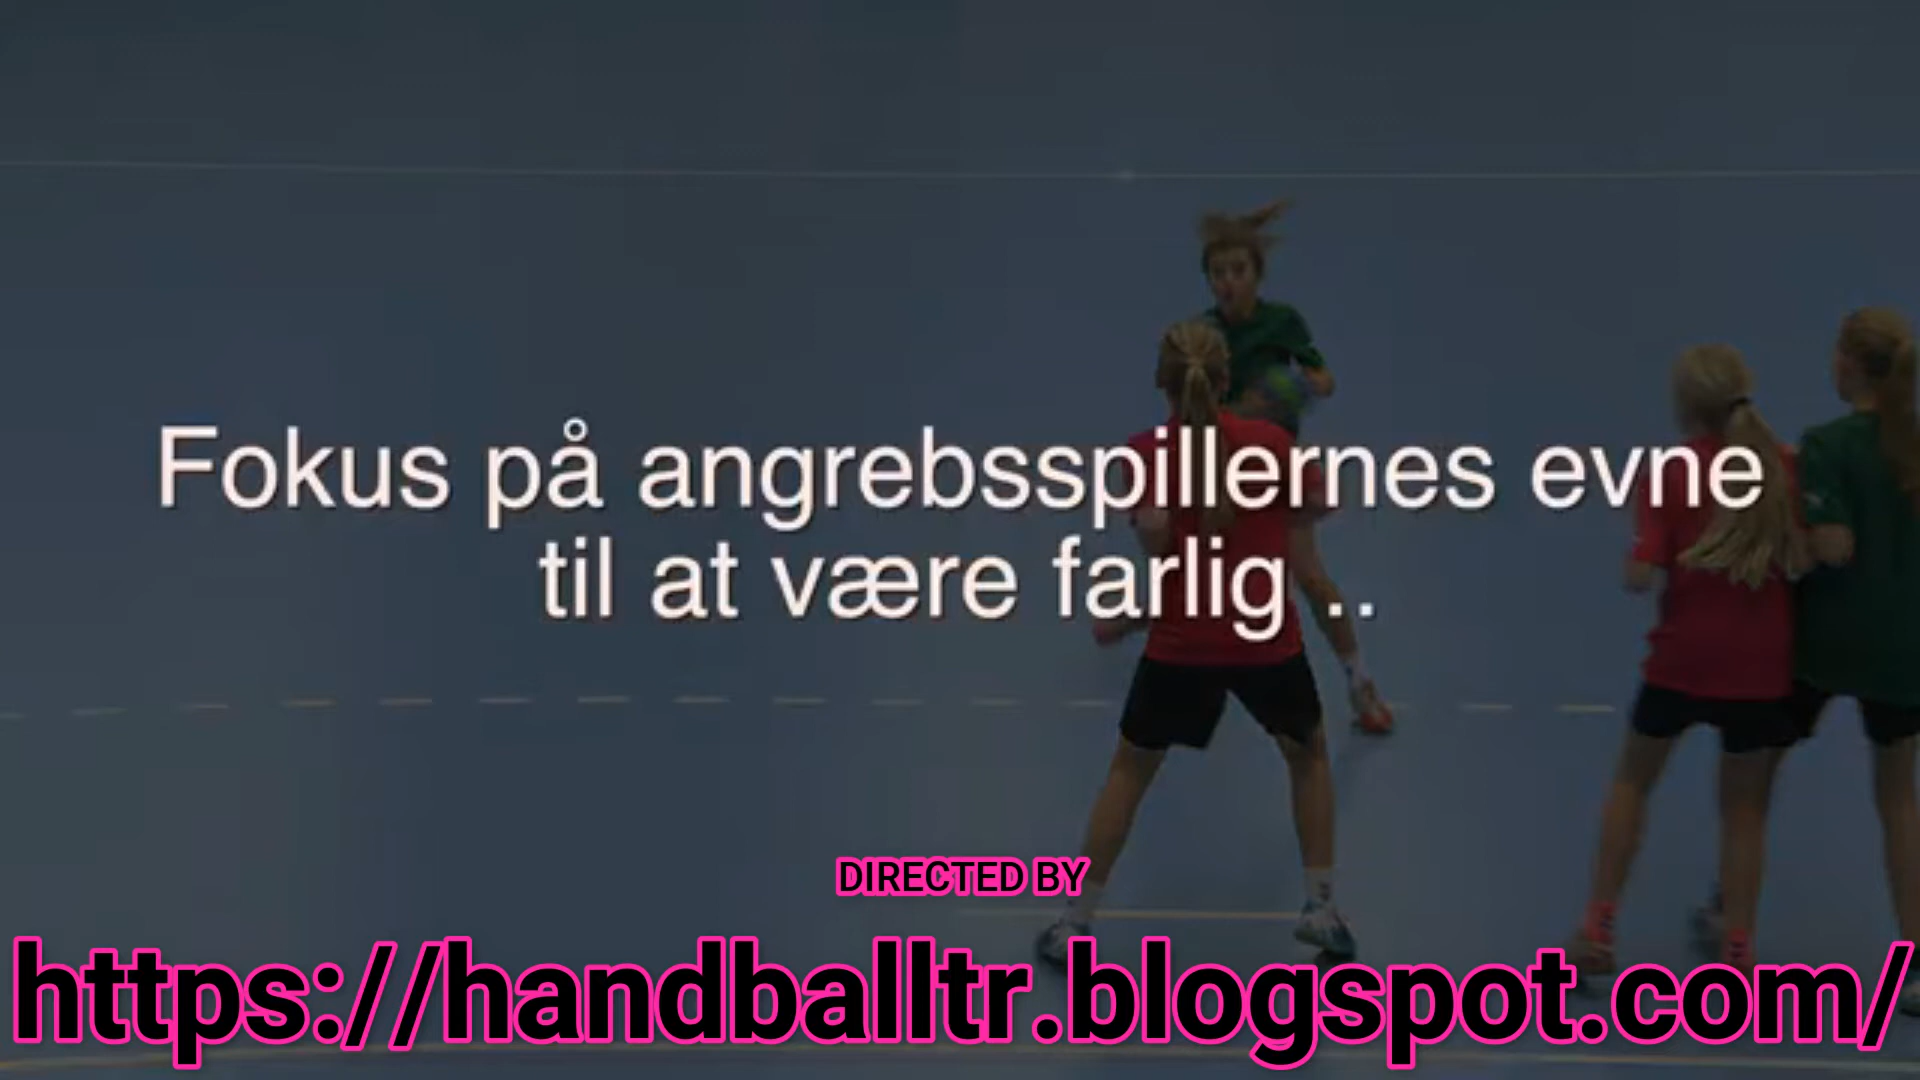 Fokus på angrebsspillernes evne
til at være farlig ..
DIRECTED BY
https://handballtr.blogspot.com/